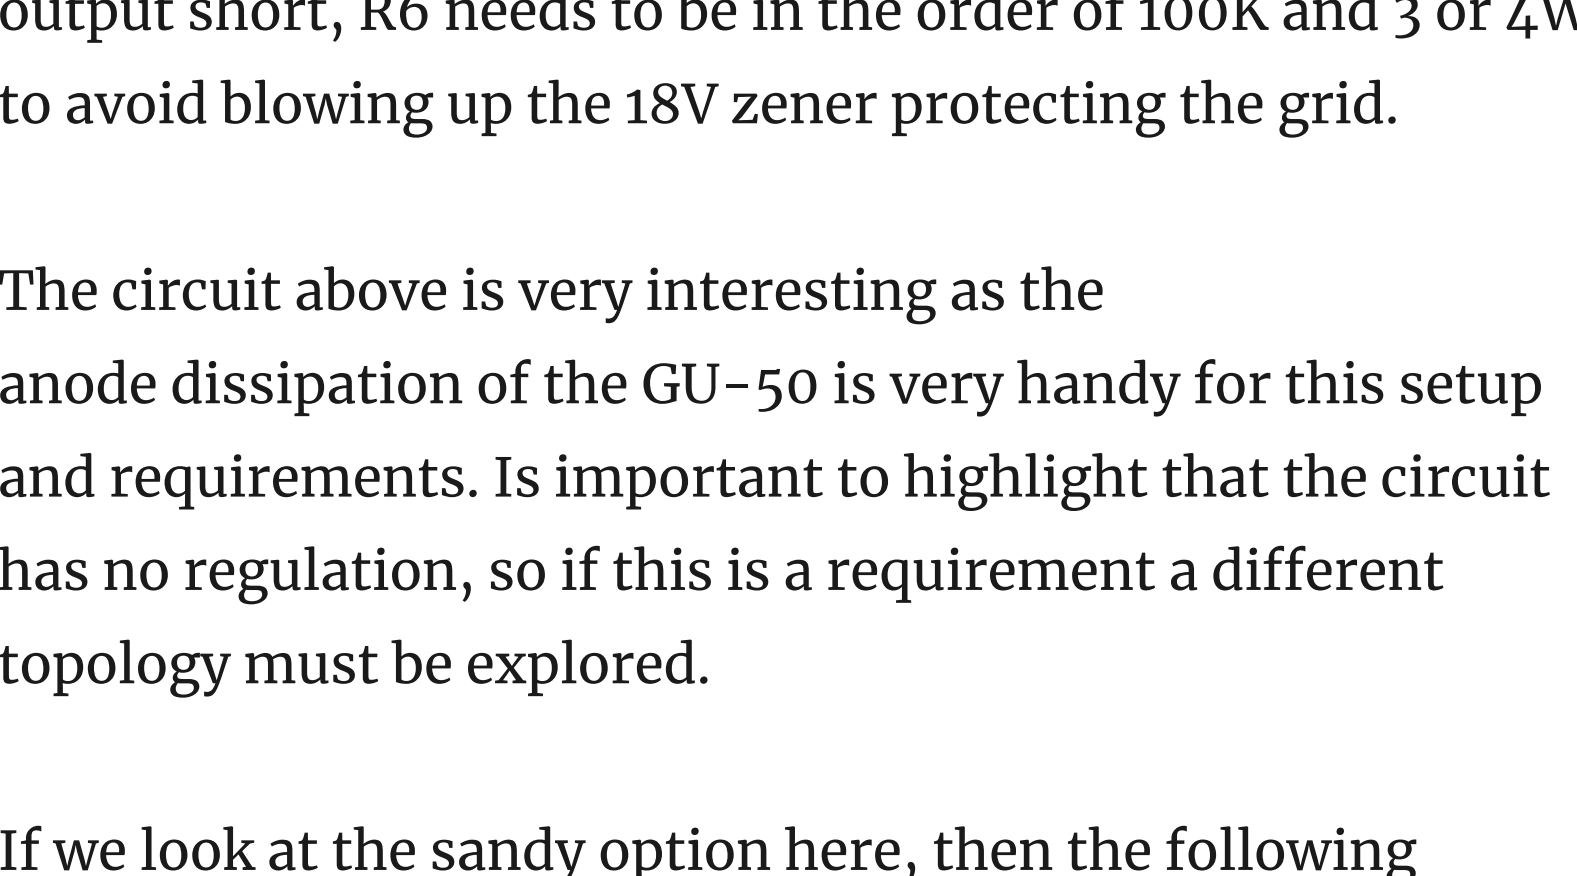 output short, R6 needs to be in the order of 100K and 3 or 4W
to avoid blowing up the 18V zener protecting the grid.
The circuit above is very interesting as the
anode dissipation of the GU-50 is very handy for this setup
and requirements. Is important to highlight that the circuit
has no regulation, so if this is a requirement a different
topology must be explored.
If we look at the sandy option here, then the following